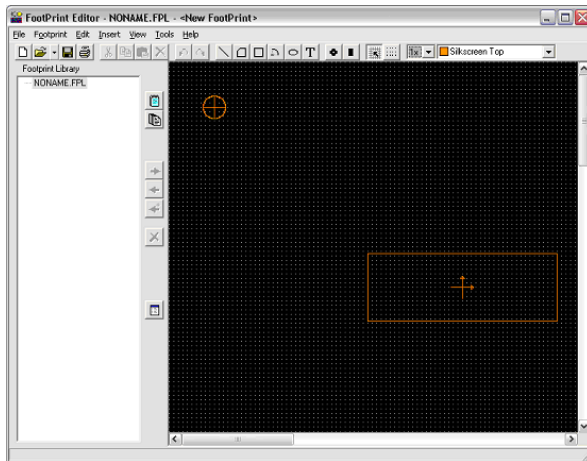 FootPrint Editor - NONAME.FPL - <New FootPrint>
File Footprint Edit Insert View Tools Help
T 1x Silkscreen Top
Footprint Library
NONAME.FPL